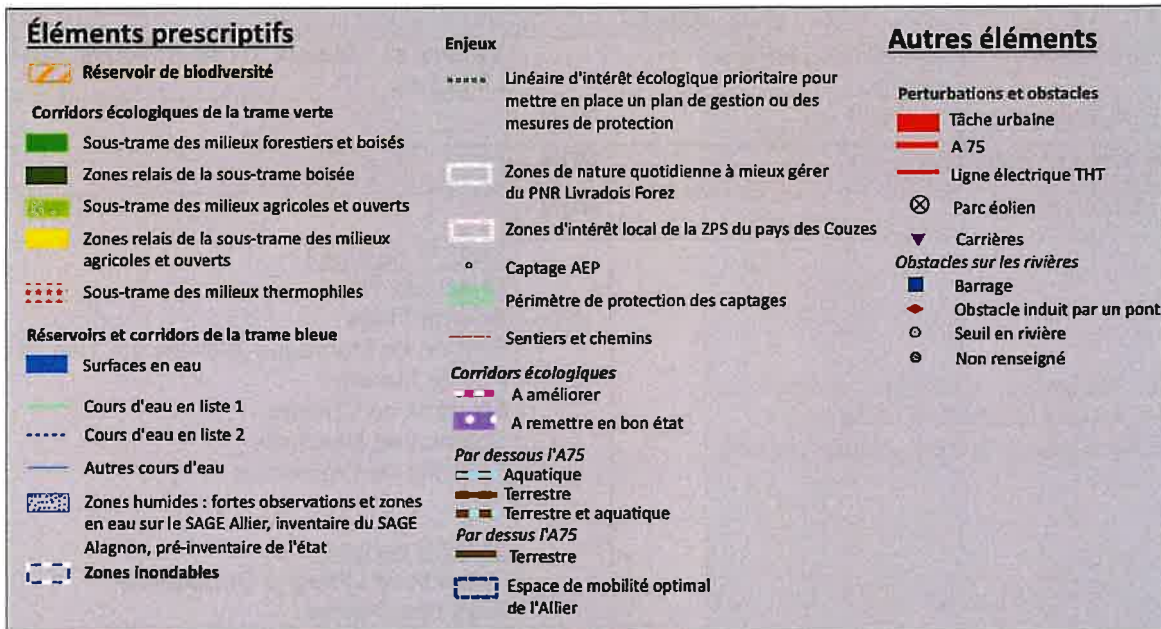 Éléments prescriptifs
Réservoir de biodiversité
Corridors écologiques de la trame verte
Sous-trame des milieux forestiers et boisés
Zones relais de la sous-trame boisée
Sous-trame des milieux agricoles et ouverts
Zones relais de la sous-trame des milieux
agricoles et ouverts
Sous-trame des milieux thermophiles
Réservoirs et corridors de la trame bleue
Surfaces en eau
Cours d'eau en liste 1
Cours d'eau en liste 2
Autres cours d'eau
Zones humides : fortes observations et zones
en eau sur le SAGE Allier, inventaire du SAGE
Alagnon, pré-inventaire de l'état
Zones inondables
Enjeux
Linéaire d'intérêt écologique prioritaire pour
mettre en place un plan de gestion ou des
mesures de protection
Zones de nature quotidienne à mieux gérer
du PNR Livradois Forez
Zones d'intérêt local de la ZPS du pays des Couzes
Captage AEP
Périmètre de protection des captages
Sentiers et chemins
Corridors écologiques
A améliorer
A remettre en bon état
Par dessous l'A75
Aquatique
Terrestre
Terrestre et aquatique
Par dessus l'A75
Terrestre
Espace de mobilité optimal
de l'Allier
Autres éléments
Perturbations et obstacles
Tâche urbaine
A 75
Ligne électrique THT
Parc éolien
Carrières
Obstacles sur les rivières
Barrage
Obstacle induit par un pont
Seuil en rivière
Non renseigné